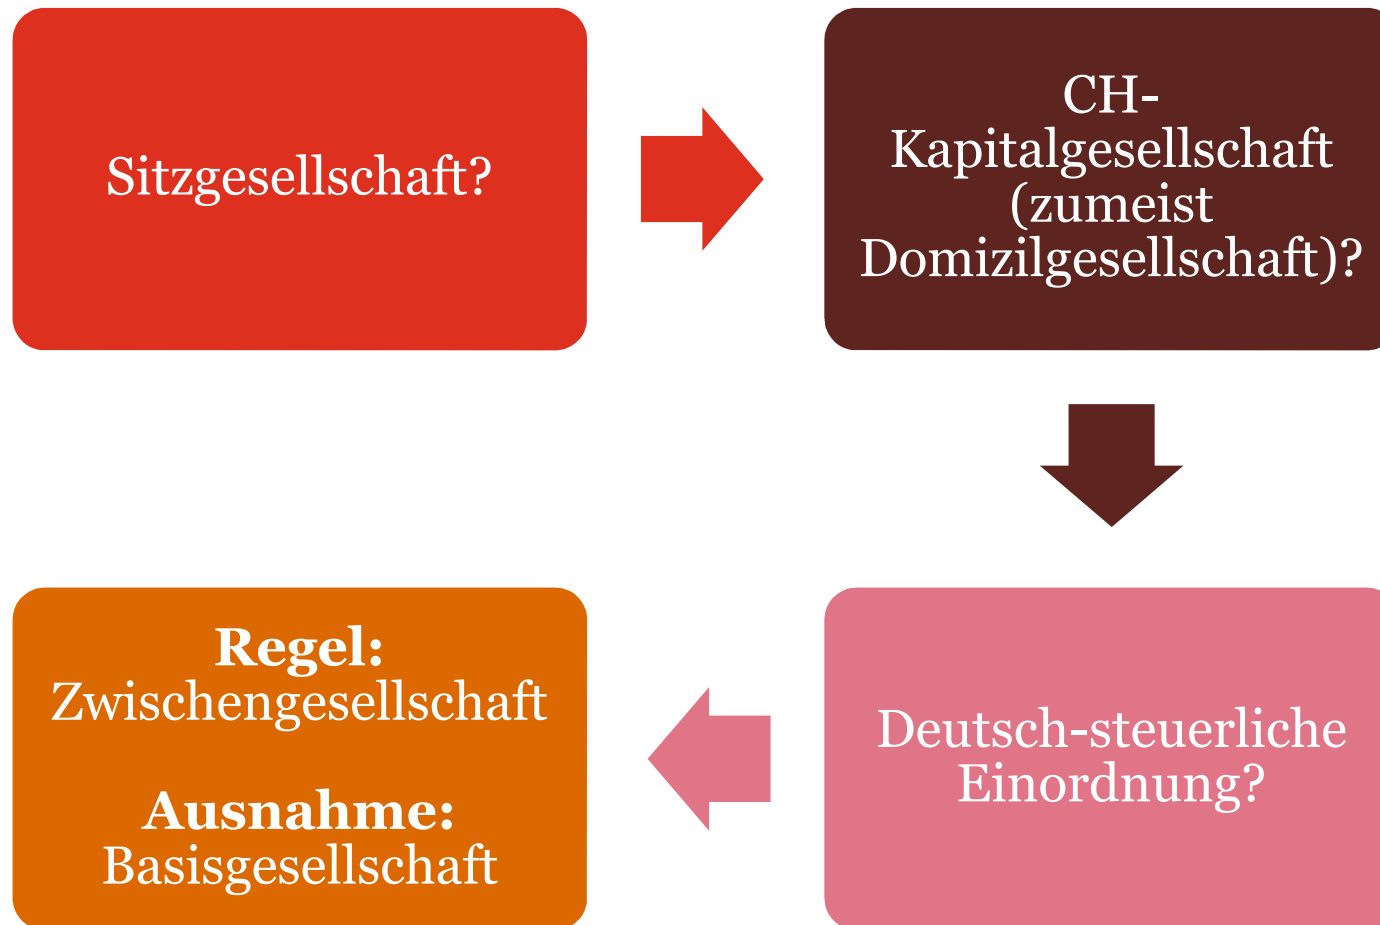 Sitzgesellschaft?
CH-
Kapitalgesellschaft
(zumeist
Domizilgesellschaft)?
Deutsch-steuerliche
Einordnung?
Regel:
Zwischengesellschaft
Ausnahme:
Basisgesellschaft